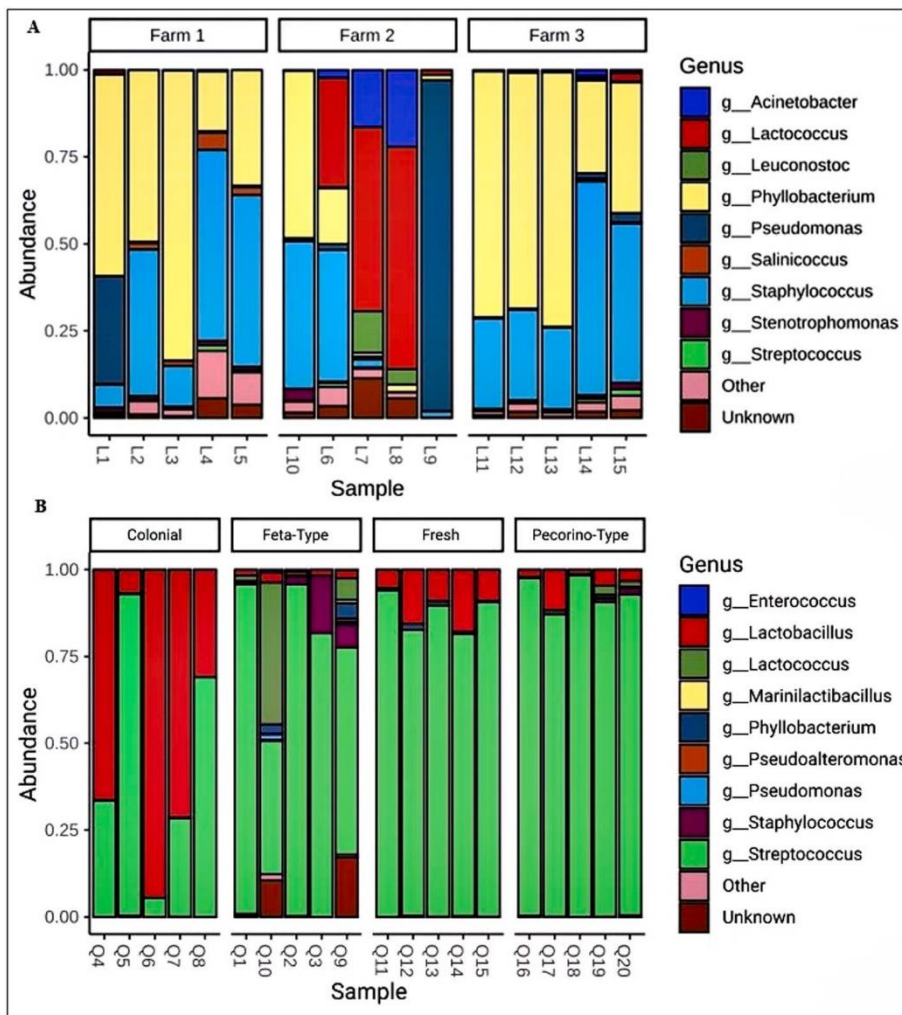 A
Farm 1 Farm 2 Farm 3
Genus
g__Acinetobacter
g__Lactococcus
g__Leuconostoc
g__Phyllobacterium
g__Pseudomonas
g__Salinicoccus
g__Staphylococcus
g__Stenotrophomonas
g__Streptococcus
Other
Unknown
Abundance
1.00
0.75
0.50
0.25
0.00
L1 L2 L3 L4 L5 L10 L6 L7 L8 L9 L11 L12 L13 L14 L15
Sample
B
Colonial Feta-Type Fresh Pecorino-Type
Genus
g__Enterococcus
g__Lactobacillus
g__Lactococcus
g__Marinilactibacillus
g__Phyllobacterium
g__Pseudoalteromonas
g__Pseudomonas
g__Staphylococcus
g__Streptococcus
Other
Unknown
Abundance
1.00
0.75
0.50
0.25
0.00
Q4 Q5 Q6 Q7 Q8 Q1 Q10 Q2 Q3 Q9 Q11 Q12 Q13 Q14 Q15 Q16 Q17 Q18 Q19 Q20
Sample